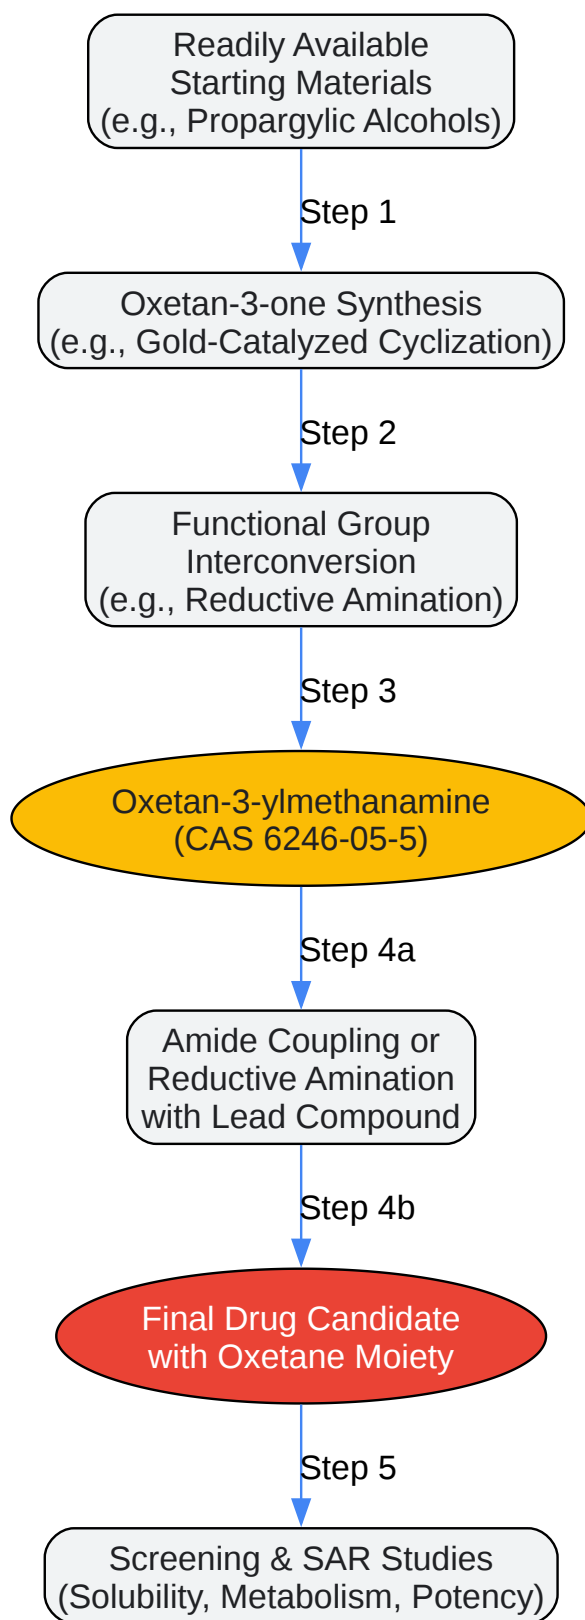 Readily Available
Starting Materials
(e.g., Propargylic Alcohols)
Step 1
Oxetan-3-one Synthesis
(e.g., Gold-Catalyzed Cyclization)
Step 2
Functional Group
Interconversion
(e.g., Reductive Amination)
Step 3
Oxetan-3-ylmethanamine
(CAS 6246-05-5)
Step 4a
Amide Coupling or
Reductive Amination
with Lead Compound
Step 4b
Final Drug Candidate
with Oxetane Moiety
Step 5
Screening & SAR Studies
(Solubility, Metabolism, Potency)